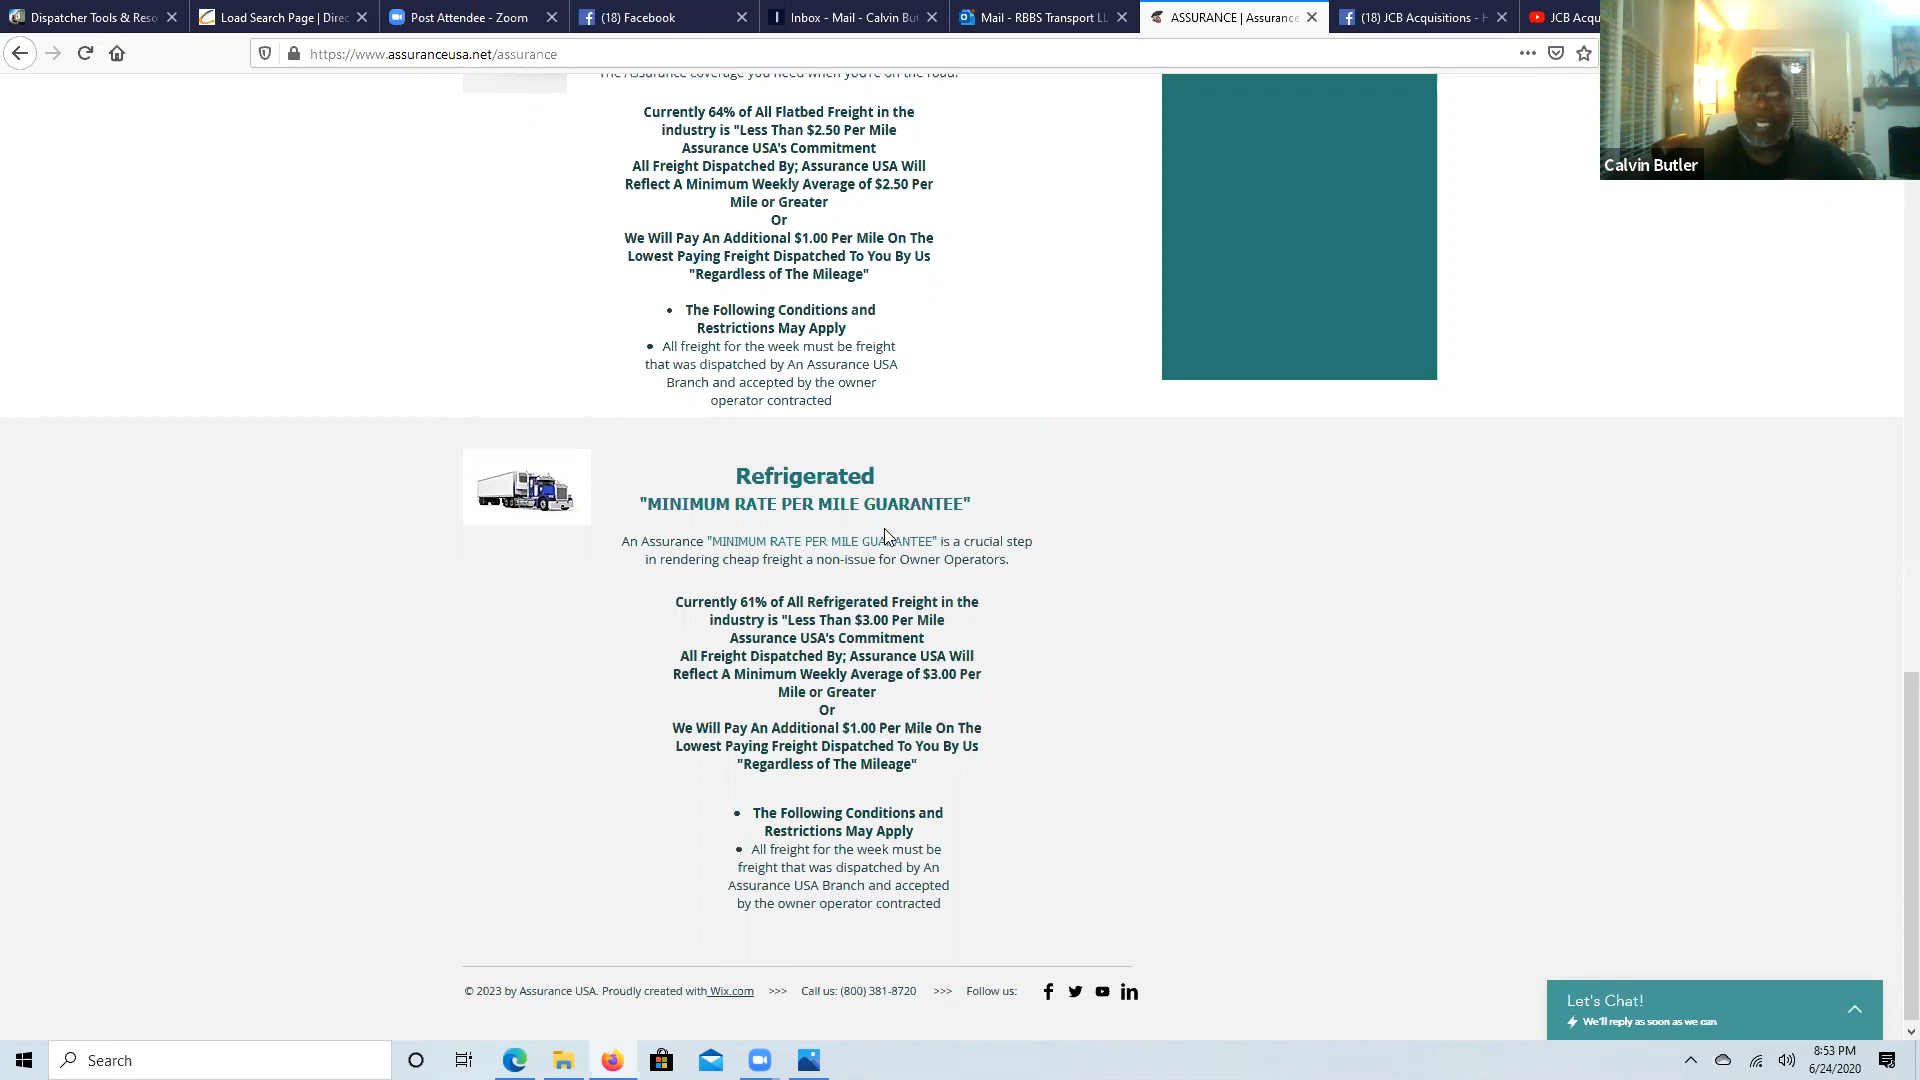 Dispatcher Tools & Reso
Load Search Page | Direc
Post Attendee - Zoom
(18) Facebook
Inbox - Mail - Calvin But
Mail - RBBS Transport LL
ASSURANCE | Assurance
(18) JCB Acquisitions - H
JCB Acqu
https://www.assuranceusa.net/assurance
Calvin Butler
The Assurance coverage you need when you're on the road.
Currently 64% of All Flatbed Freight in the
industry is "Less Than $2.50 Per Mile
Assurance USA's Commitment
All Freight Dispatched By; Assurance USA Will
Reflect A Minimum Weekly Average of $2.50 Per
Mile or Greater
Or
We Will Pay An Additional $1.00 Per Mile On The
Lowest Paying Freight Dispatched To You By Us
"Regardless of The Mileage"
• The Following Conditions and
Restrictions May Apply
• All freight for the week must be freight
that was dispatched by An Assurance USA
Branch and accepted by the owner
operator contracted
Refrigerated
"MINIMUM RATE PER MILE GUARANTEE"
An Assurance "MINIMUM RATE PER MILE GUARANTEE" is a crucial step
in rendering cheap freight a non-issue for Owner Operators.
Currently 61% of All Refrigerated Freight in the
industry is "Less Than $3.00 Per Mile
Assurance USA's Commitment
All Freight Dispatched By; Assurance USA Will
Reflect A Minimum Weekly Average of $3.00 Per
Mile or Greater
Or
We Will Pay An Additional $1.00 Per Mile On The
Lowest Paying Freight Dispatched To You By Us
"Regardless of The Mileage"
• The Following Conditions and
Restrictions May Apply
• All freight for the week must be
freight that was dispatched by An
Assurance USA Branch and accepted
by the owner operator contracted
© 2023 by Assurance USA. Proudly created with Wix.com >>> Call us: (800) 381-8720 >>> Follow us:
Let's Chat!
We'll reply as soon as we can
Search
8:53 PM
6/24/2020